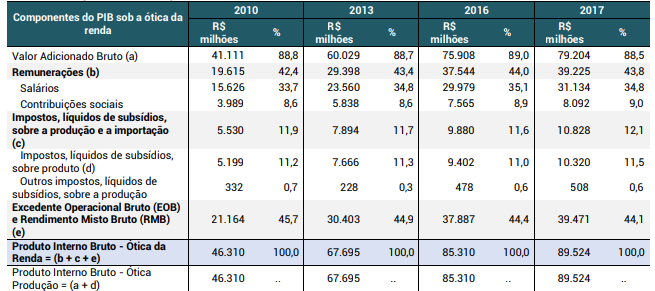 Componentes do PIB sob a ótica da renda 2010 2013 2016 2017
R$ milhões % R$ milhões % R$ milhões % R$ milhões %
Valor Adicionado Bruto (a) 41.111 88,8 60.029 88,7 75.908 89,0 79.204 88,5
Remunerações (b) 19.615 42,4 29.398 43,4 37.544 44,0 39.225 43,8
Salários 15.626 33,7 23.560 34,8 29.979 35,1 31.134 34,8
Contribuições sociais 3.989 8,6 5.838 8,6 7.565 8,9 8.092 9,0
Impostos, líquidos de subsídios,
sobre a produção e a importação 5.530 11,9 7.894 11,7 9.880 11,6 10.828 12,1
(c)
Impostos, líquidos de subsídios,
sobre produto (d) 5.199 11,2 7.666 11,3 9.402 11,0 10.320 11,5
Outros impostos, líquidos de
subsídios, sobre a produção 332 0,7 228 0,3 478 0,6 508 0,6
Excedente Operacional Bruto (EOB)
e Rendimento Misto Bruto (RMB) 21.164 45,7 30.403 44,9 37.887 44,4 39.471 44,1
(e)
Produto Interno Bruto - Ótica da
Renda = (b + c + e) 46.310 100,0 67.695 100,0 85.310 100,0 89.524 100,0
Produto Interno Bruto - Ótica
Produção = (a + d) 46.310 .. 67.695 .. 85.310 .. 89.524 ..